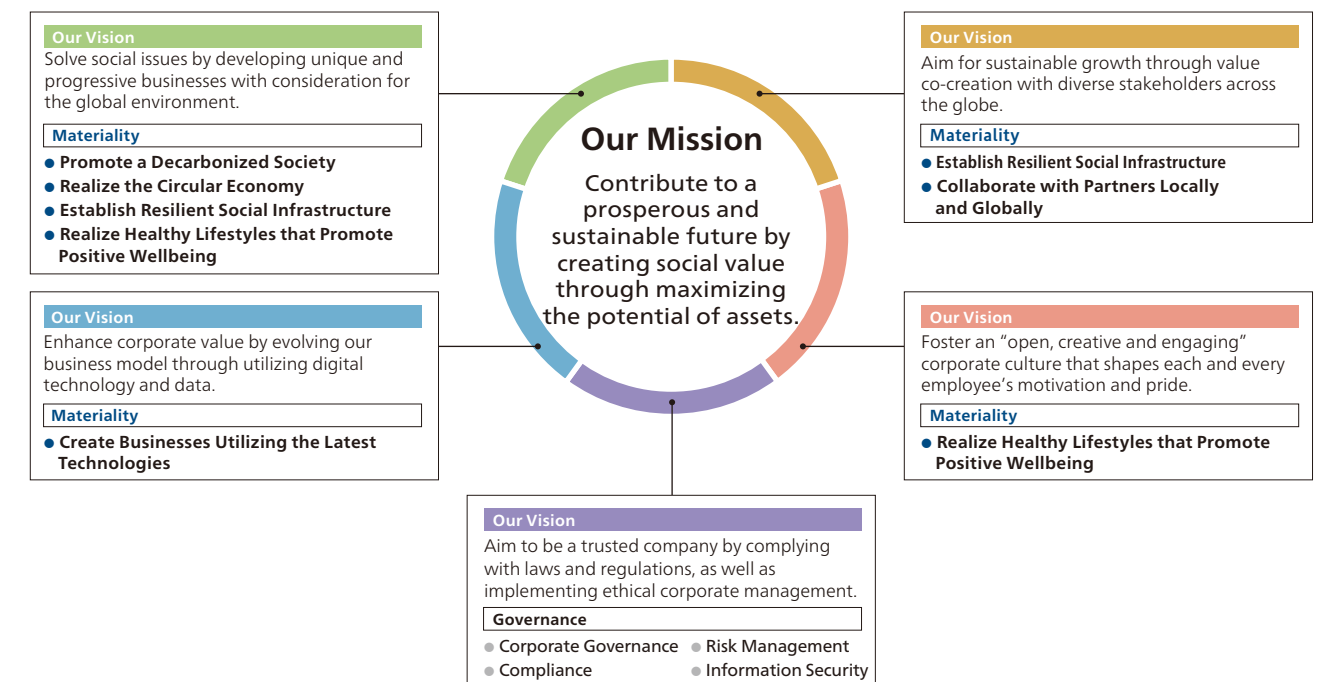 Our Vision
Solve social issues by developing unique and
progressive businesses with consideration for
the global environment.
Materiality
● Promote a Decarbonized Society
● Realize the Circular Economy
● Establish Resilient Social Infrastructure
● Realize Healthy Lifestyles that Promote
Positive Wellbeing
Our Vision
Aim for sustainable growth through value
co-creation with diverse stakeholders across
the globe.
Materiality
● Establish Resilient Social Infrastructure
● Collaborate with Partners Locally
and Globally
Our Mission
Contribute to a
prosperous and
sustainable future by
creating social value
through maximizing
the potential of assets.
Our Vision
Enhance corporate value by evolving our
business model through utilizing digital
technology and data.
Materiality
● Create Businesses Utilizing the Latest
Technologies
Our Vision
Foster an “open, creative and engaging”
corporate culture that shapes each and every
employee’s motivation and pride.
Materiality
● Realize Healthy Lifestyles that Promote
Positive Wellbeing
Our Vision
Aim to be a trusted company by complying
with laws and regulations, as well as
implementing ethical corporate management.
Governance
● Corporate Governance ● Risk Management
● Compliance ● Information Security